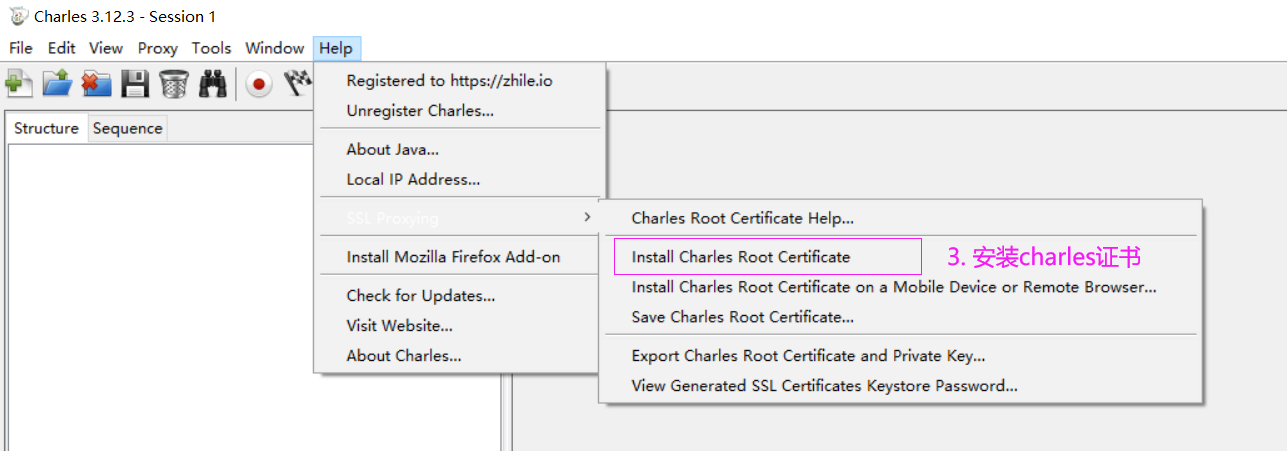 Charles 3.12.3 - Session 1
File Edit View Proxy Tools Window Help
Registered to https://zhile.io
Unregister Charles...
Structure Sequence
About Java...
Local IP Address...
SSL Proxying >
Charles Root Certificate Help...
Install Mozilla Firefox Add-on
Install Charles Root Certificate
3. 安装charles证书
Install Charles Root Certificate on a Mobile Device or Remote Browser...
Check for Updates...
Save Charles Root Certificate...
Visit Website...
About Charles...
Export Charles Root Certificate and Private Key...
View Generated SSL Certificates Keystore Password...